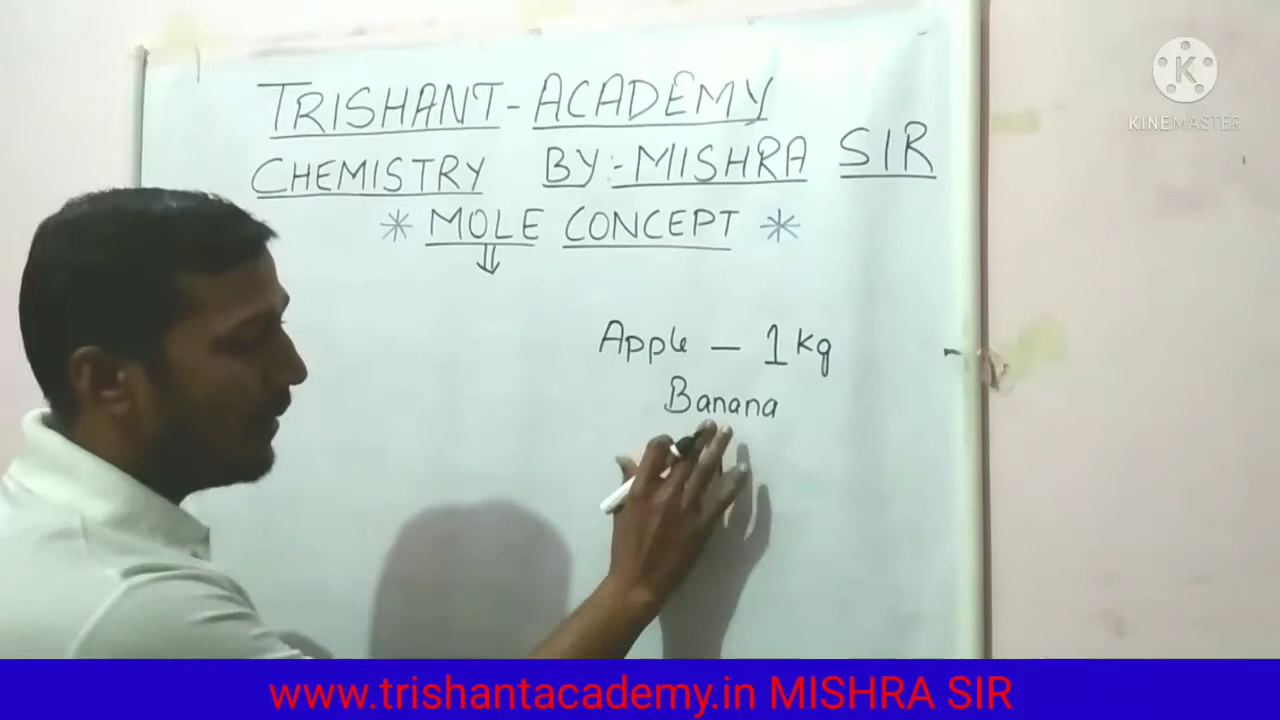 TRISHANT-ACADEMY
CHEMISTRY BY:-MISHRA SIR
* MOLE CONCEPT *
Apple - 1 kg
Banana
K
KINEMASTER
www.trishantacademy.in MISHRA SIR